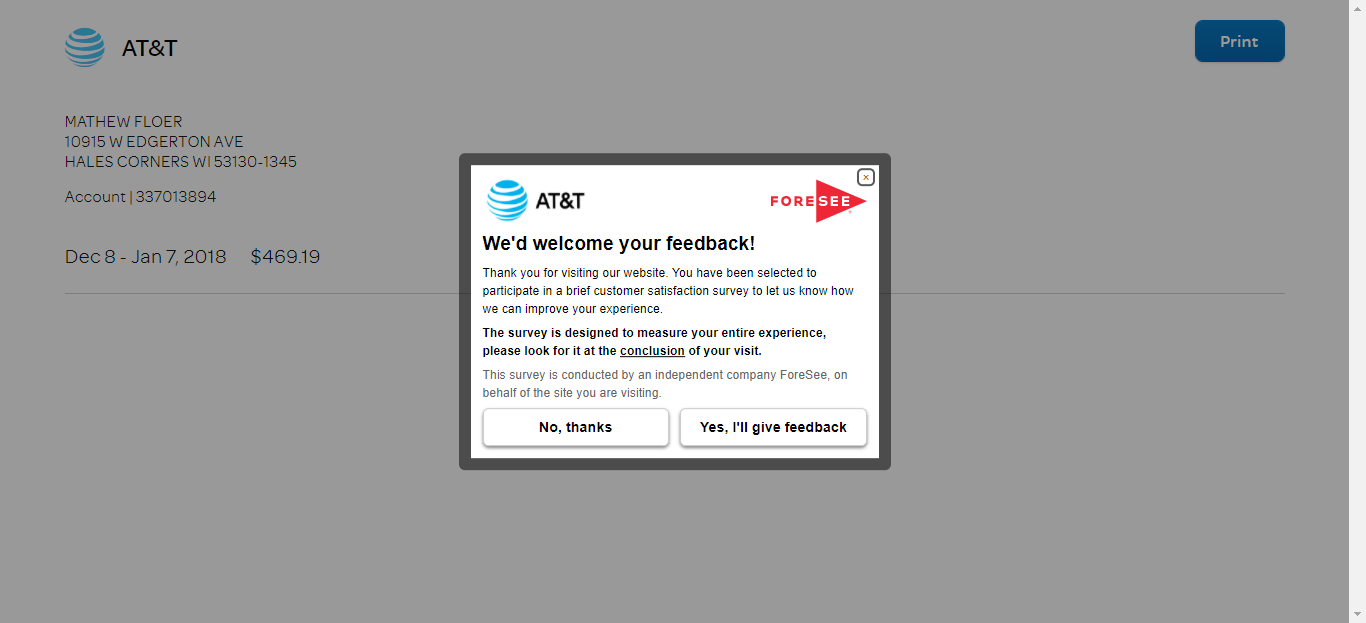 AT&T
Print
MATHEW FLOER
10915 W EDGERTON AVE
HALES CORNERS WI 53130-1345
Account | 337013894
Dec 8 - Jan 7, 2018 $469.19
AT&T
FORESEE
We'd welcome your feedback!
Thank you for visiting our website. You have been selected to
participate in a brief customer satisfaction survey to let us know how
we can improve your experience.
The survey is designed to measure your entire experience,
please look for it at the conclusion of your visit.
This survey is conducted by an independent company ForeSee, on
behalf of the site you are visiting.
No, thanks
Yes, I'll give feedback